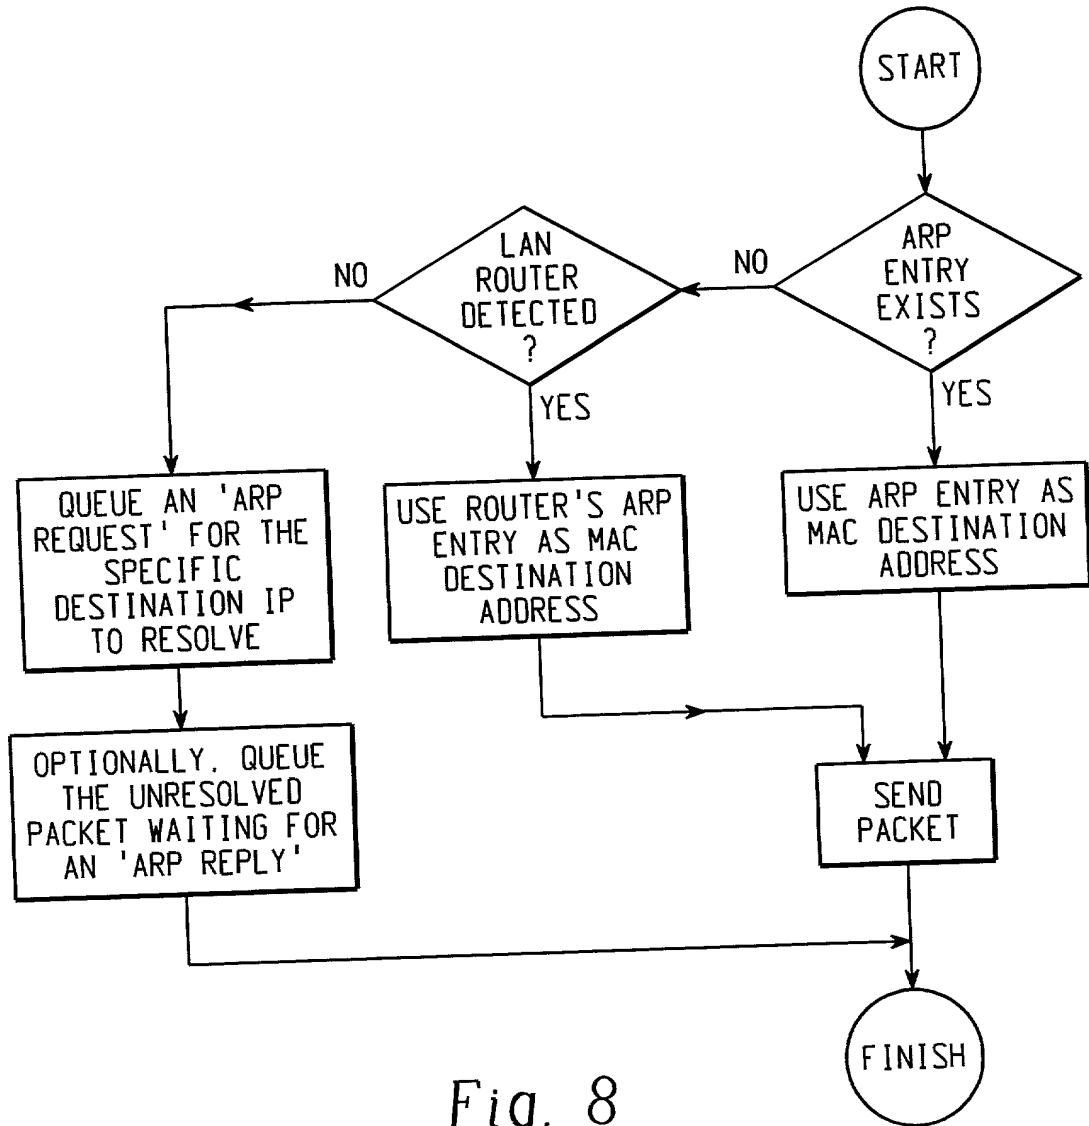 START
ARP
ENTRY
EXISTS
?
NO
YES
LAN
ROUTER
DETECTED
?
NO
YES
QUEUE AN 'ARP
REQUEST' FOR THE
SPECIFIC
DESTINATION IP
TO RESOLVE
USE ROUTER'S ARP
ENTRY AS MAC
DESTINATION
ADDRESS
USE ARP ENTRY AS
MAC DESTINATION
ADDRESS
OPTIONALLY, QUEUE
THE UNRESOLVED
PACKET WAITING FOR
AN 'ARP REPLY'
SEND
PACKET
FINISH
Fig. 8